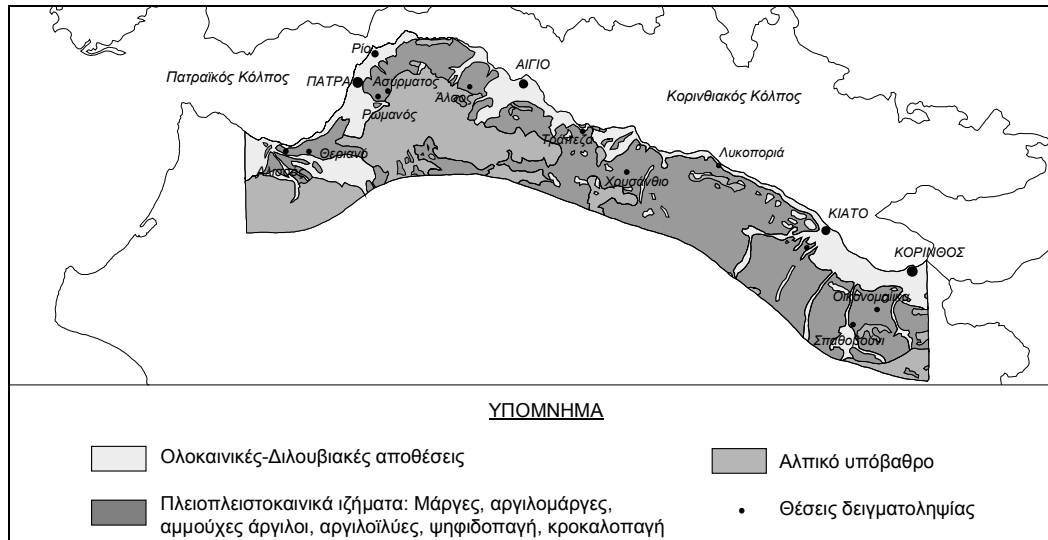 Ρίο
Πατραϊκός Κόλπος
ΠΑΤΡΑ
Ασύρματος
Ρωμανός
Άλσος
ΑΙΓΙΟ
Κορινθιακός Κόλπος
Τράπεζα
Θεριανό
Λυκοποριά
Χρυσάνθιο
ΚΙΑΤΟ
ΚΟΡΙΝΘΟΣ
Οικονομαίικα
Σπαθοβούνι
ΥΠΟΜΝΗΜΑ
Ολοκαινικές-Διλουβιακές αποθέσεις
Αλπικό υπόβαθρο
Πλειοπλειστοκαινικά ιζήματα: Μάργες, αργιλομάργες,
αμμούχες άργιλοι, αργιλοϊλύες, ψηφιδοπαγή, κροκαλοπαγή
Θέσεις δειγματοληψίας